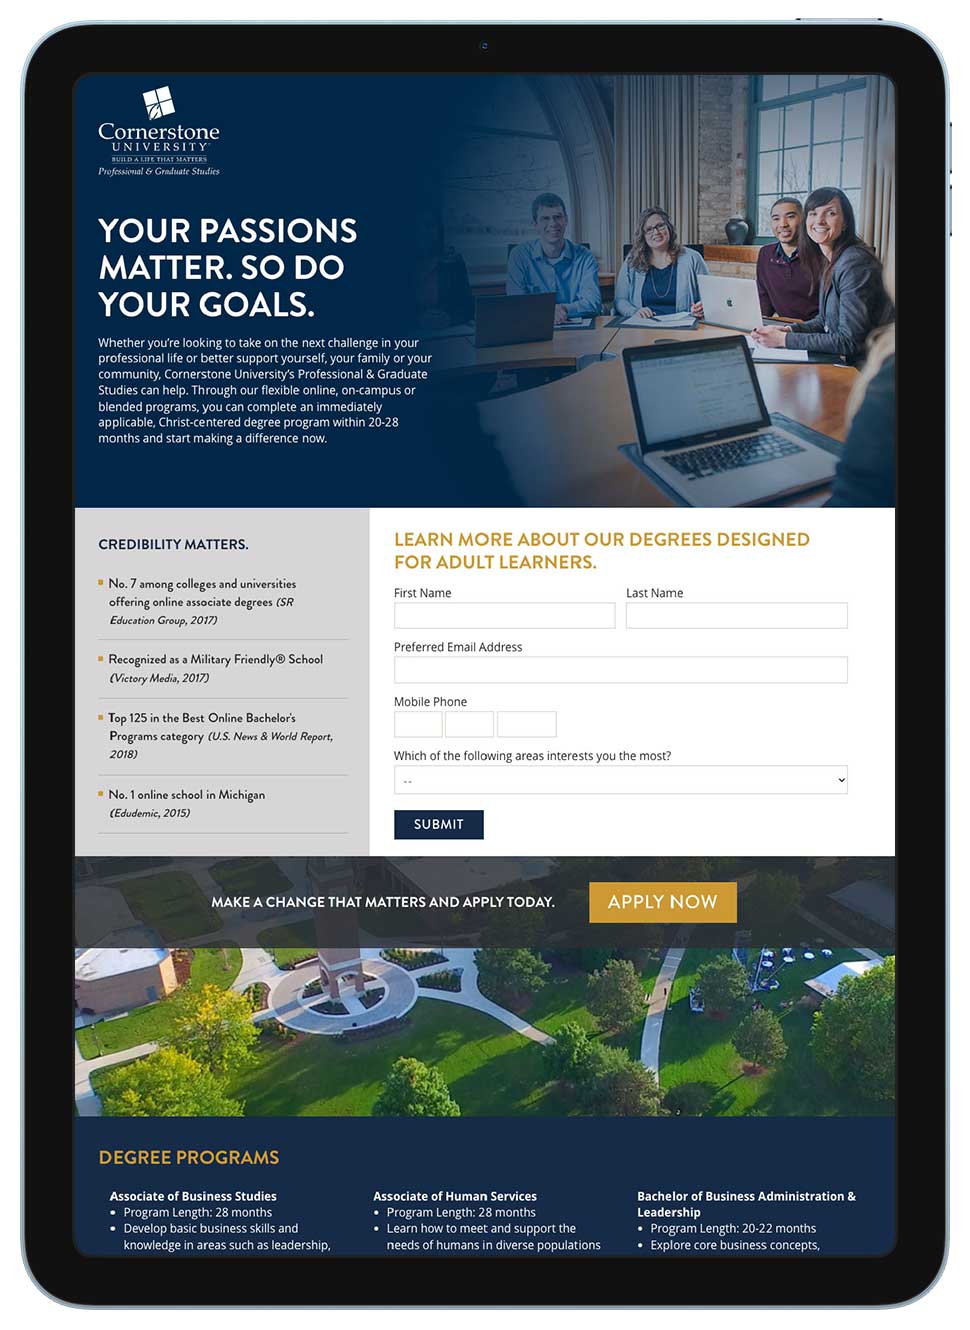 Cornerstone
UNIVERSITY
BUILD A LIFE THAT MATTERS
Professional & Graduate Studies
YOUR PASSIONS
MATTER. SO DO
YOUR GOALS.
Whether you're looking to take on the next challenge in your
professional life or better support yourself, your family or your
community, Cornerstone University's Professional & Graduate
Studies can help. Through our flexible online, on-campus or
blended programs, you can complete an immediately
applicable, Christ-centered degree program within 20-28
months and start making a difference now.
CREDIBILITY MATTERS.
No. 7 among colleges and universities
offering online associate degrees (SR
Education Group, 2017)
Recognized as a Military Friendly® School
(Victory Media, 2017)
Top 125 in the Best Online Bachelor's
Programs category (U.S. News & World Report,
2018)
No. 1 online school in Michigan
(Edudemic, 2015)
LEARN MORE ABOUT OUR DEGREES DESIGNED
FOR ADULT LEARNERS.
First Name Last Name
Preferred Email Address
Mobile Phone
Which of the following areas interests you the most?
--
SUBMIT
MAKE A CHANGE THAT MATTERS AND APPLY TODAY. APPLY NOW
DEGREE PROGRAMS
Associate of Business Studies
• Program Length: 28 months
• Develop basic business skills and
knowledge in areas such as leadership,
Associate of Human Services
• Program Length: 28 months
• Learn how to meet and support the
needs of humans in diverse populations
Bachelor of Business Administration &
Leadership
• Program Length: 20-22 months
• Explore core business concepts,